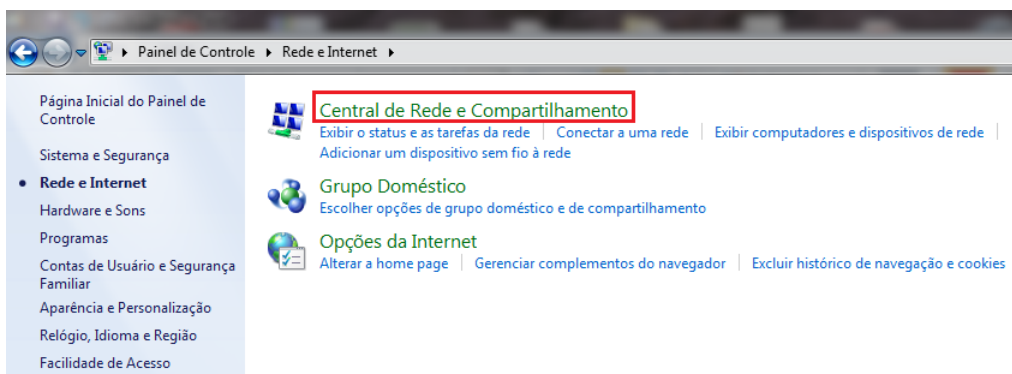 Painel de Controle ▸ Rede e Internet ▸
Página Inicial do Painel de
Controle
Sistema e Segurança
Rede e Internet
Hardware e Sons
Programas
Contas de Usuário e Segurança
Familiar
Aparência e Personalização
Relógio, Idioma e Região
Facilidade de Acesso
Central de Rede e Compartilhamento
Exibir o status e as tarefas da rede | Conectar a uma rede | Exibir computadores e dispositivos de rede |
Adicionar um dispositivo sem fio à rede
Grupo Doméstico
Escolher opções de grupo doméstico e de compartilhamento
Opções da Internet
Alterar a home page | Gerenciar complementos do navegador | Excluir histórico de navegação e cookies